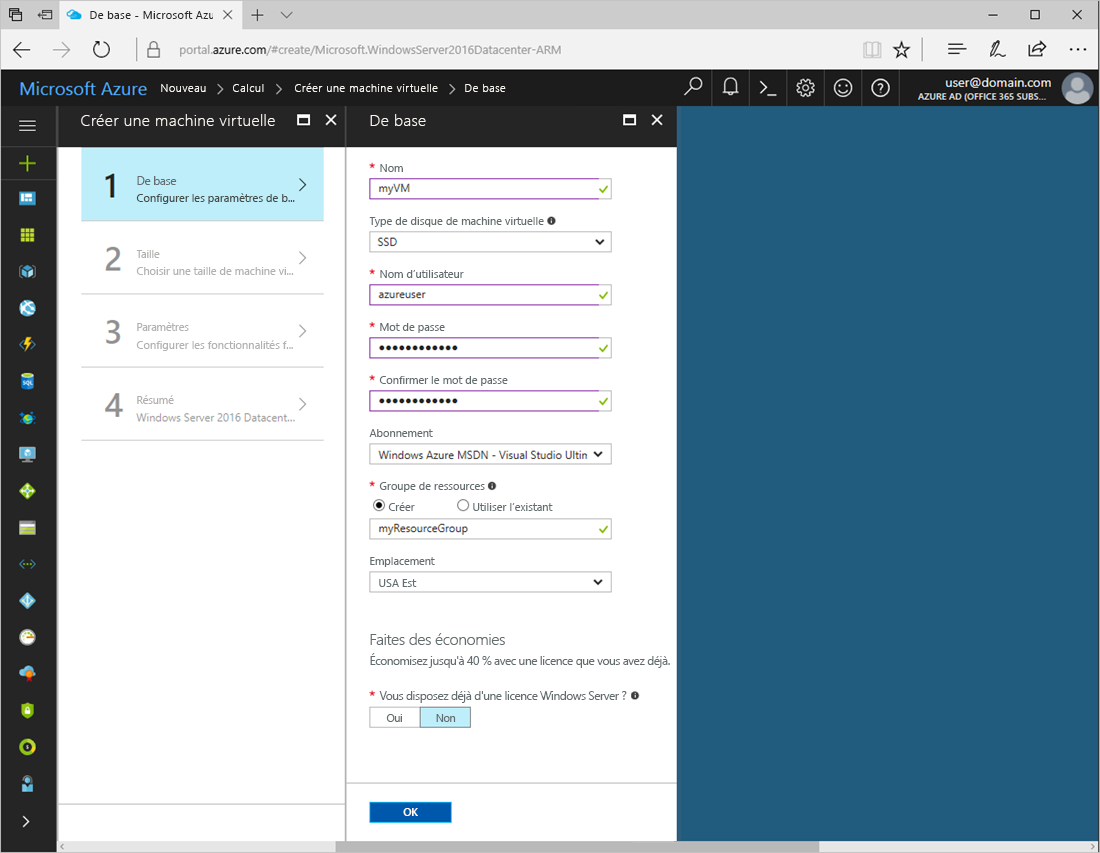 De base - Microsoft Az
portal.azure.com/#create/Microsoft.WindowsServer2016Datacenter-ARM
Microsoft Azure Nouveau > Calcul > Créer une machine virtuelle > De base
user@domain.com
AZURE AD (OFFICE 365 SUBS...
Créer une machine virtuelle
1
De base
Configurer les paramètres de b...
2
Taille
Choisir une taille de machine vi...
3
Paramètres
Configurer les fonctionnalités f...
4
Résumé
Windows Server 2016 Datacent...
De base
* Nom
myVM
Type de disque de machine virtuelle
SSD
* Nom d'utilisateur
azureuser
* Mot de passe
••••••••••••
* Confirmer le mot de passe
••••••••••••
Abonnement
Windows Azure MSDN - Visual Studio Ultin
* Groupe de ressources
Créer Utiliser l'existant
myResourceGroup
Emplacement
USA Est
Faites des économies
Économisez jusqu'à 40 % avec une licence que vous avez déjà.
* Vous disposez déjà d'une licence Windows Server ?
Oui Non
OK
SQL